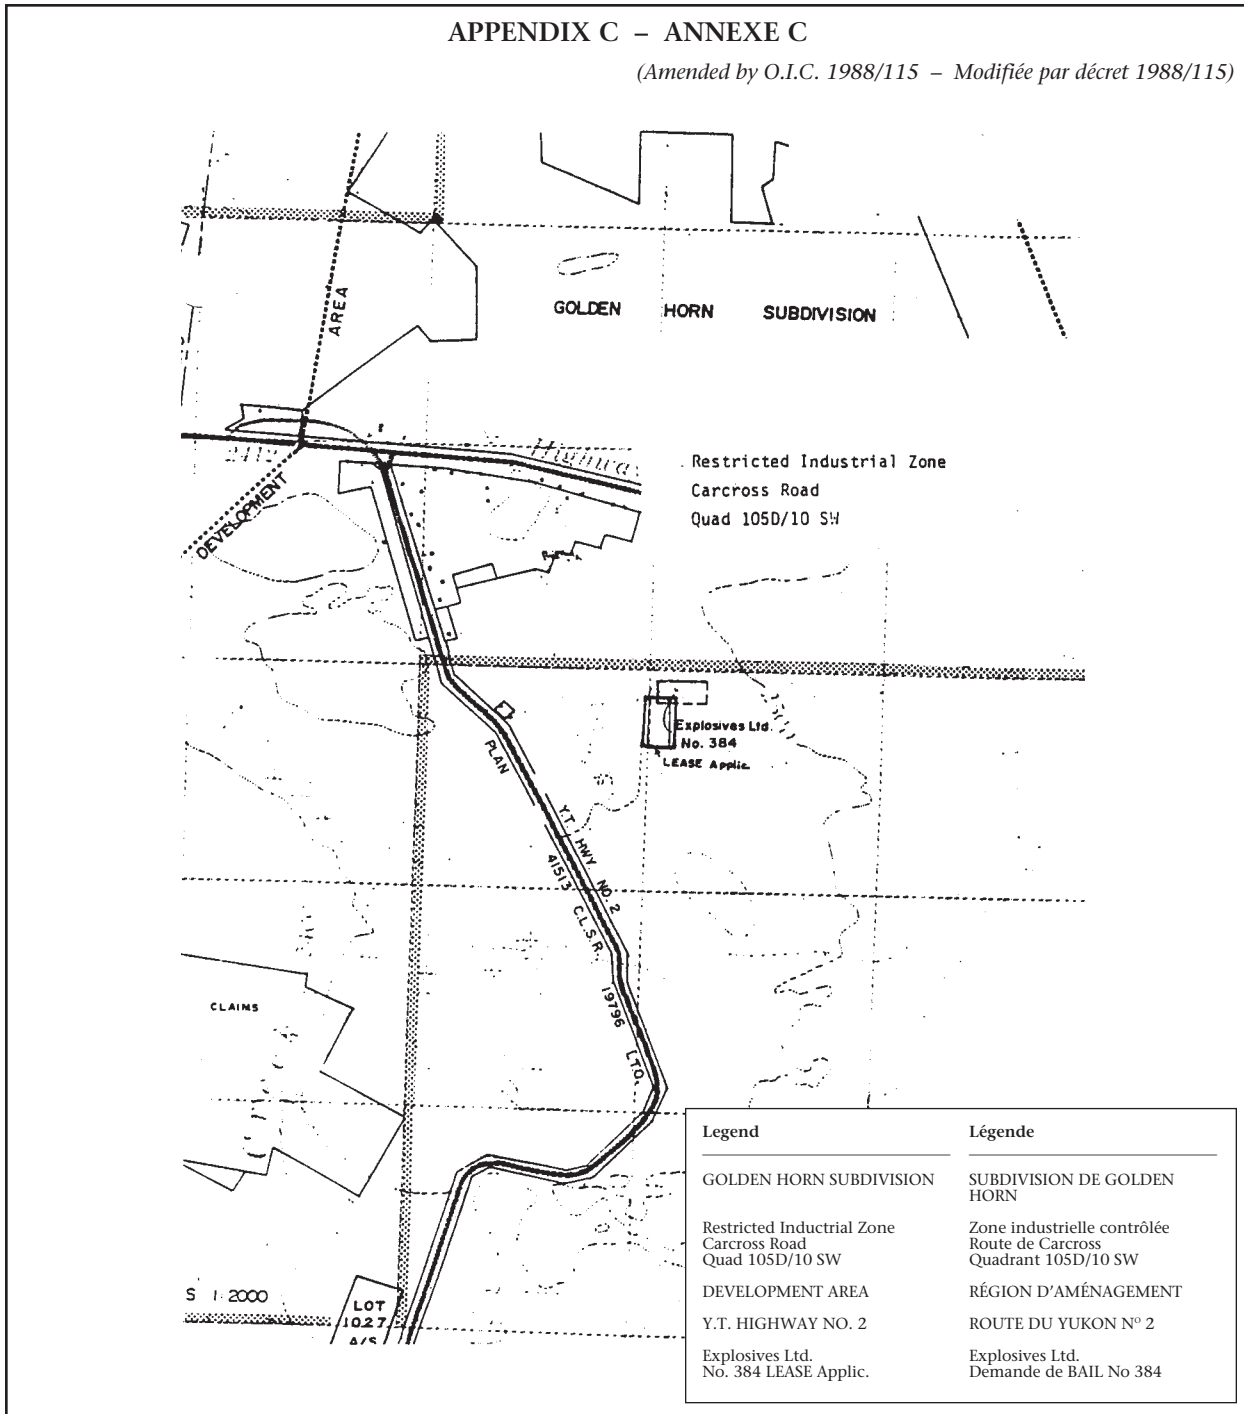 APPENDIX C – ANNEXE C
(Amended by O.I.C. 1988/115 – Modifiée par décret 1988/115)
AREA
GOLDEN HORN SUBDIVISION
Highwa
DEVELOPMENT
Restricted Industrial Zone
Carcross Road
Quad 105D/10 SW
Explosives Ltd.
No. 384
LEASE Applic.
PLAN
Y.T. HWY. NO. 2
41513 C.L.S.R.
19796 L.T.O.
CLAIMS
S 1:2000
LOT
1027
A/S
Legend
GOLDEN HORN SUBDIVISION
Restricted Inductrial Zone
Carcross Road
Quad 105D/10 SW
DEVELOPMENT AREA
Y.T. HIGHWAY NO. 2
Explosives Ltd.
No. 384 LEASE Applic.
Légende
SUBDIVISION DE GOLDEN
HORN
Zone industrielle contrôlée
Route de Carcross
Quadrant 105D/10 SW
RÉGION D'AMÉNAGEMENT
ROUTE DU YUKON Nº 2
Explosives Ltd.
Demande de BAIL No 384